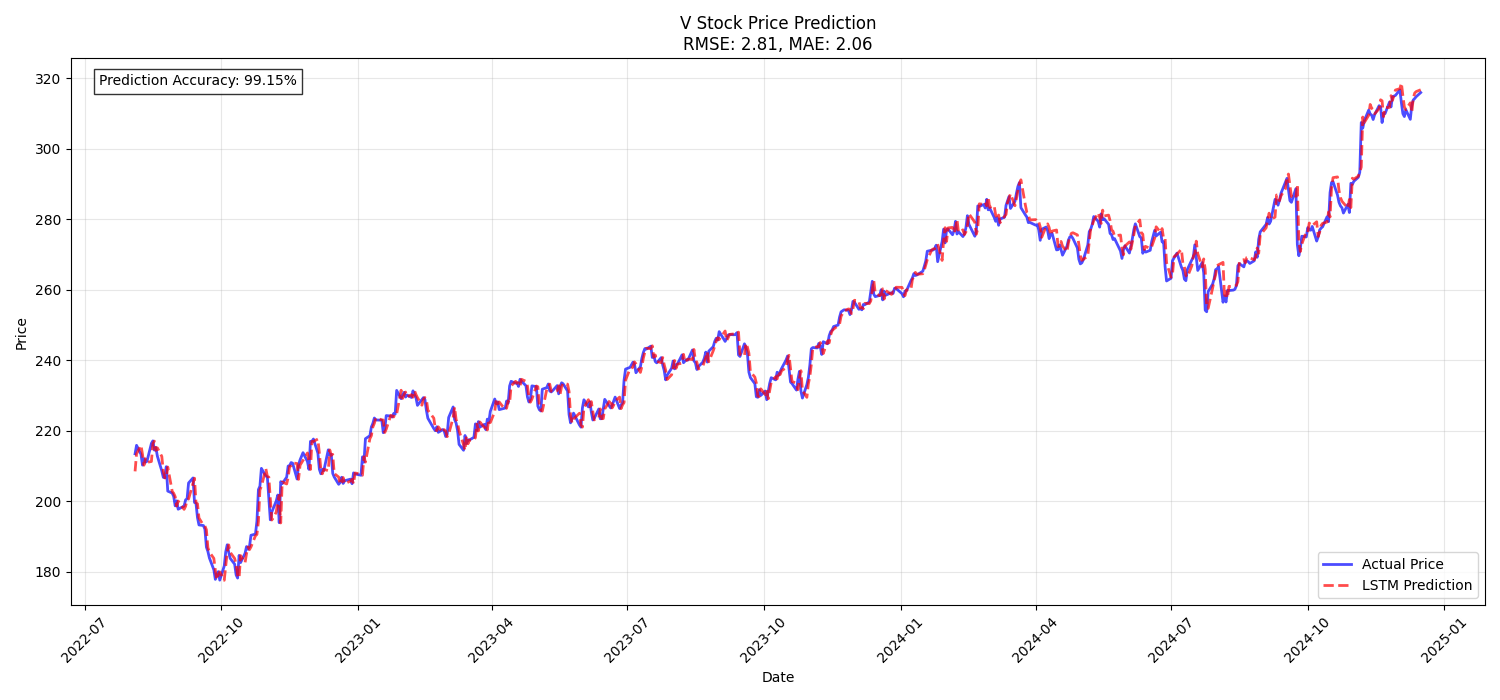 V Stock Price Prediction
RMSE: 2.81, MAE: 2.06
Prediction Accuracy: 99.15%
Price
320
300
280
260
240
220
200
180
Actual Price
LSTM Prediction
2022-07
2022-10
2023-01
2023-04
2023-07
2023-10
2024-01
2024-04
2024-07
2024-10
2025-01
Date